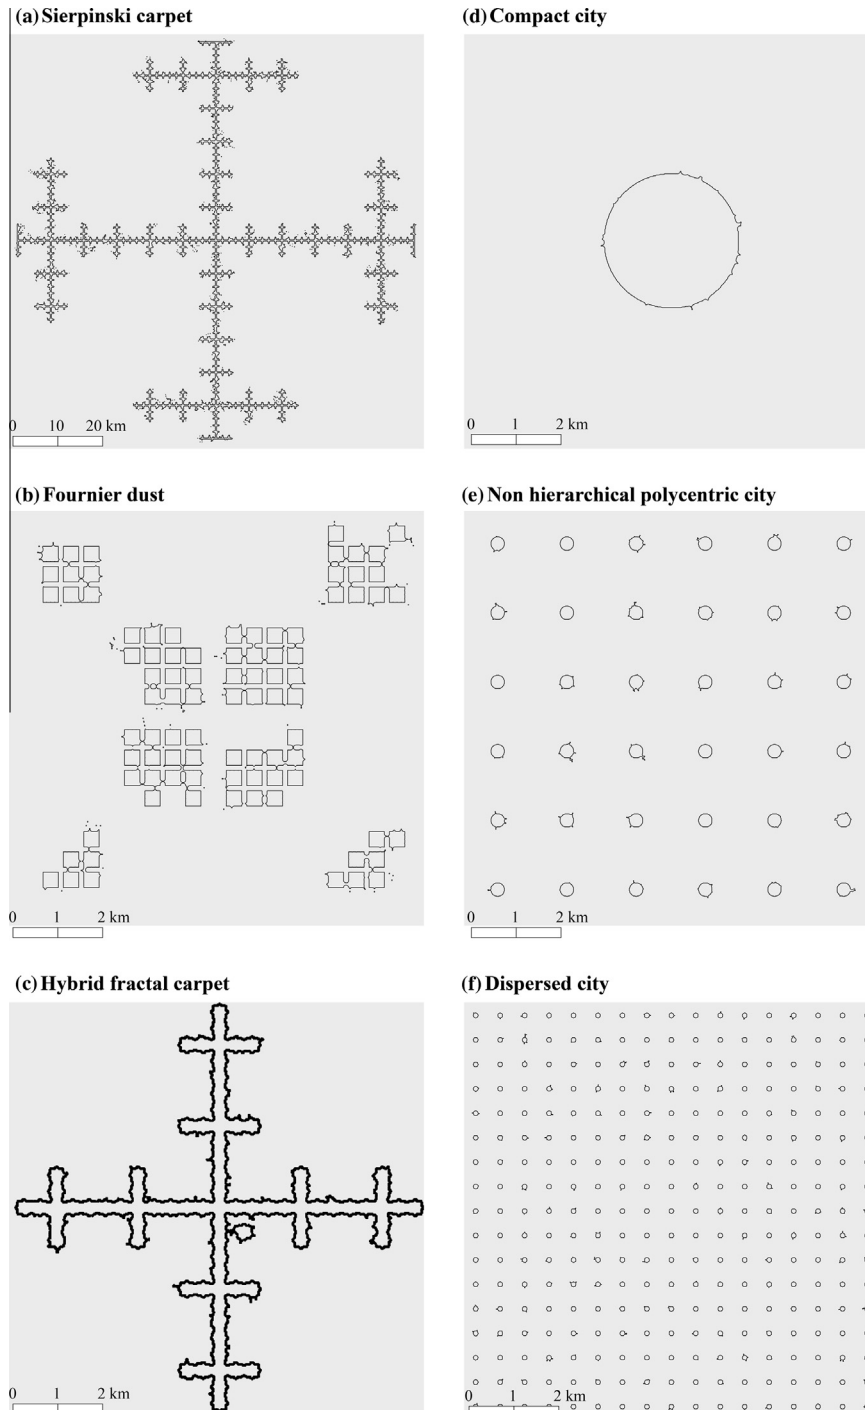 (a) Sierpinski carpet
0 10 20 km
(b) Fournier dust
0 1 2 km
(c) Hybrid fractal carpet
0 1 2 km
(d) Compact city
0 1 2 km
(e) Non hierarchical polycentric city
0 1 2 km
(f) Dispersed city
0 1 2 km